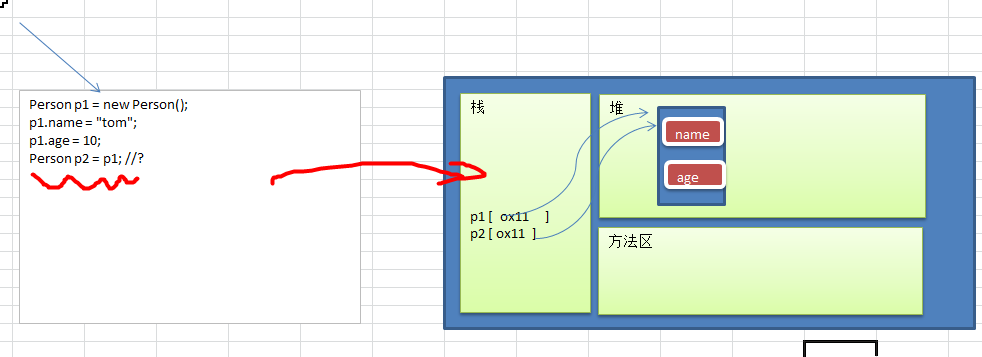 Person p1 = new Person();
p1.name = "tom";
p1.age = 10;
Person p2 = p1; //?
栈
堆
name
age
p1 [ ox11 ]
p2 [ ox11 ]
方法区